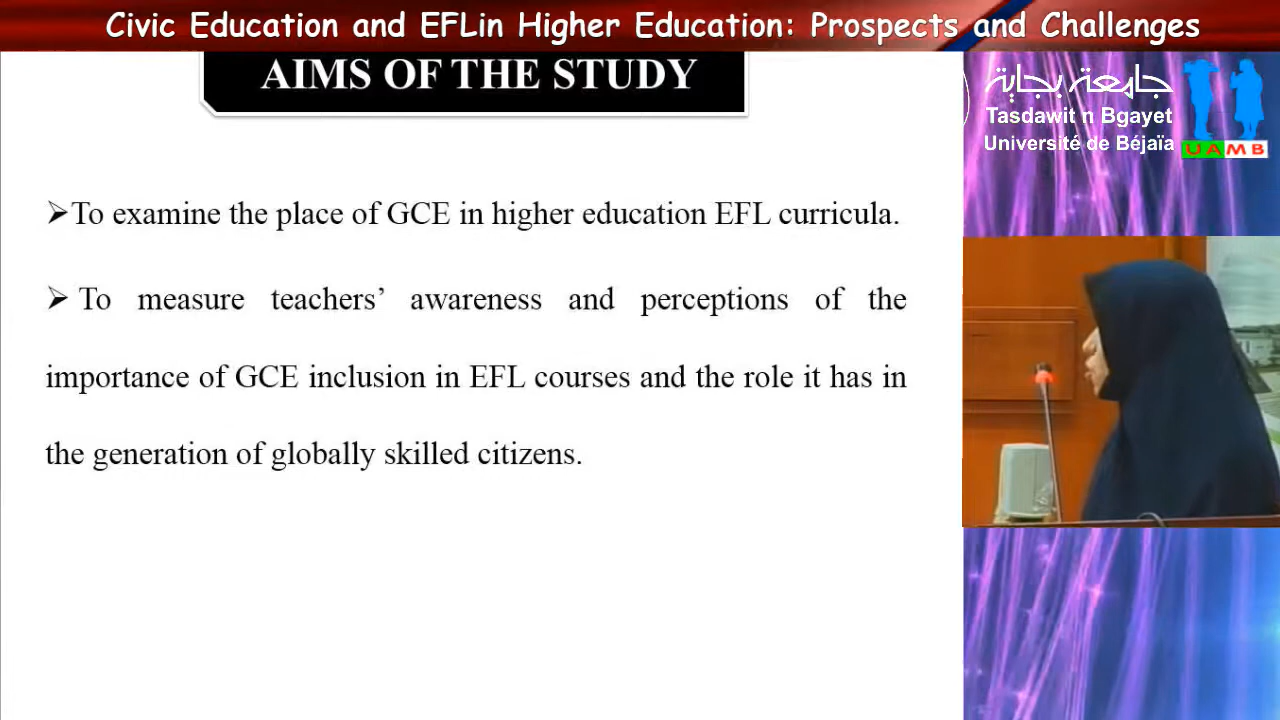 Civic Education and EFLin Higher Education: Prospects and Challenges
AIMS OF THE STUDY
جامعة بجاية
Tasdawit n Bgayet
Université de Béjaïa
UAMB
➢To examine the place of GCE in higher education EFL curricula.
➢ To measure teachers’ awareness and perceptions of the
importance of GCE inclusion in EFL courses and the role it has in
the generation of globally skilled citizens.